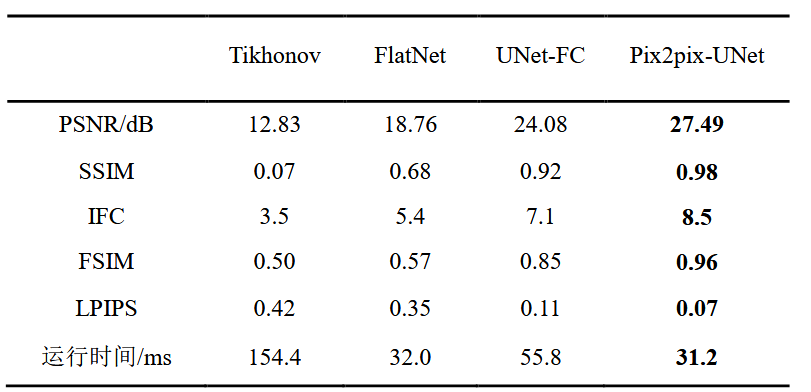 Tikhonov FlatNet UNet-FC Pix2pix-UNet
PSNR/dB 12.83 18.76 24.08 27.49
SSIM 0.07 0.68 0.92 0.98
IFC 3.5 5.4 7.1 8.5
FSIM 0.50 0.57 0.85 0.96
LPIPS 0.42 0.35 0.11 0.07
运行时间/ms 154.4 32.0 55.8 31.2